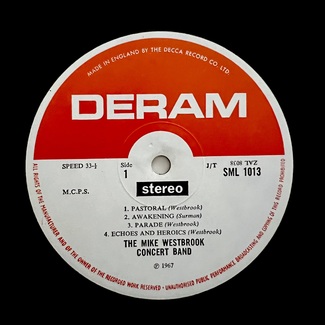 MADE IN ENGLAND BY THE DECCA RECORD CO. LTD.
DERAM
SPEED 33-⅓
Side
1
I/T
ZAL 8078
SML 1013
M.C.P.S.
stereo
1. PASTORAL (Westbrook)
2. AWAKENING (Surman)
3. PARADE (Westbrook)
4. ECHOES AND HEROICS (Westbrook)
THE MIKE WESTBROOK
CONCERT BAND
℗ 1967
ALL RIGHTS OF THE MANUFACTURER AND OF THE OWNER OF THE RECORDED WORK RESERVED · UNAUTHORISED PUBLIC PERFORMANCE BROADCASTING AND COPYING OF THIS RECORD PROHIBITED